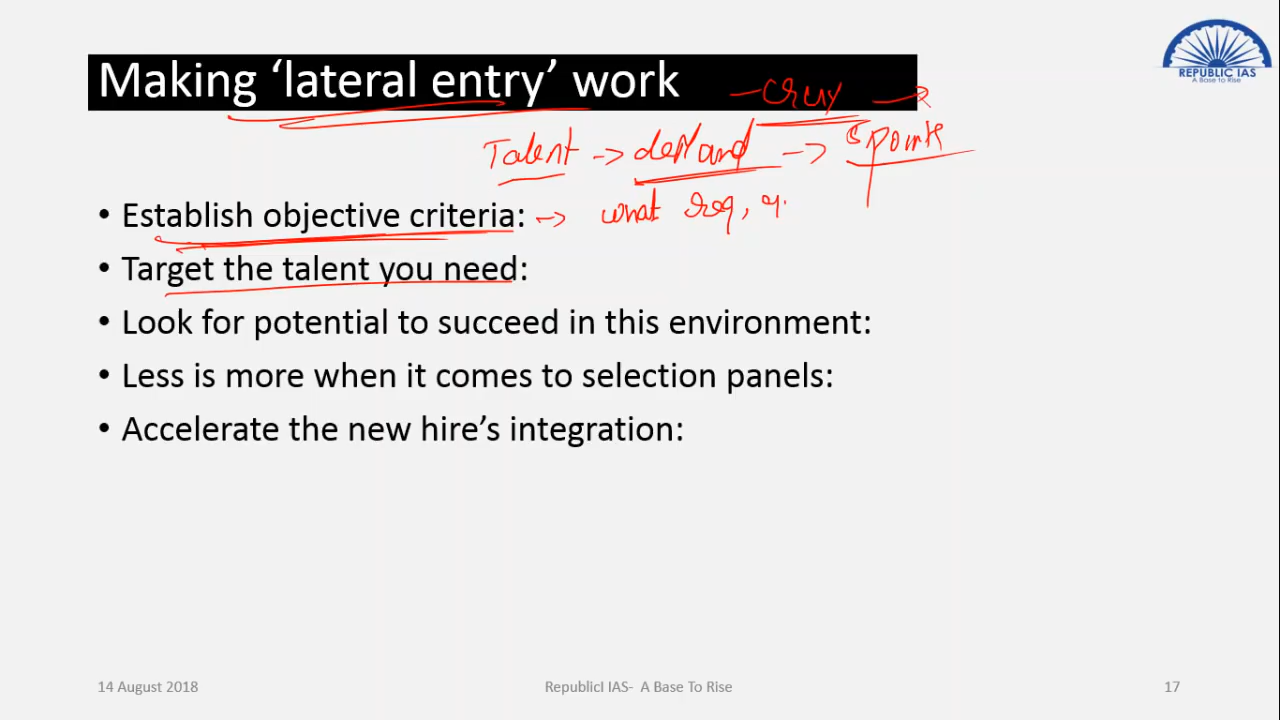 REPUBLIC IAS
A Base to Rise
Making ‘lateral entry’ work – crux →
Talent → demand →
• Establish objective criteria: → what req,
• Target the talent you need:
• Look for potential to succeed in this environment:
• Less is more when it comes to selection panels:
• Accelerate the new hire’s integration:
14 August 2018
RepublicI IAS- A Base To Rise
17